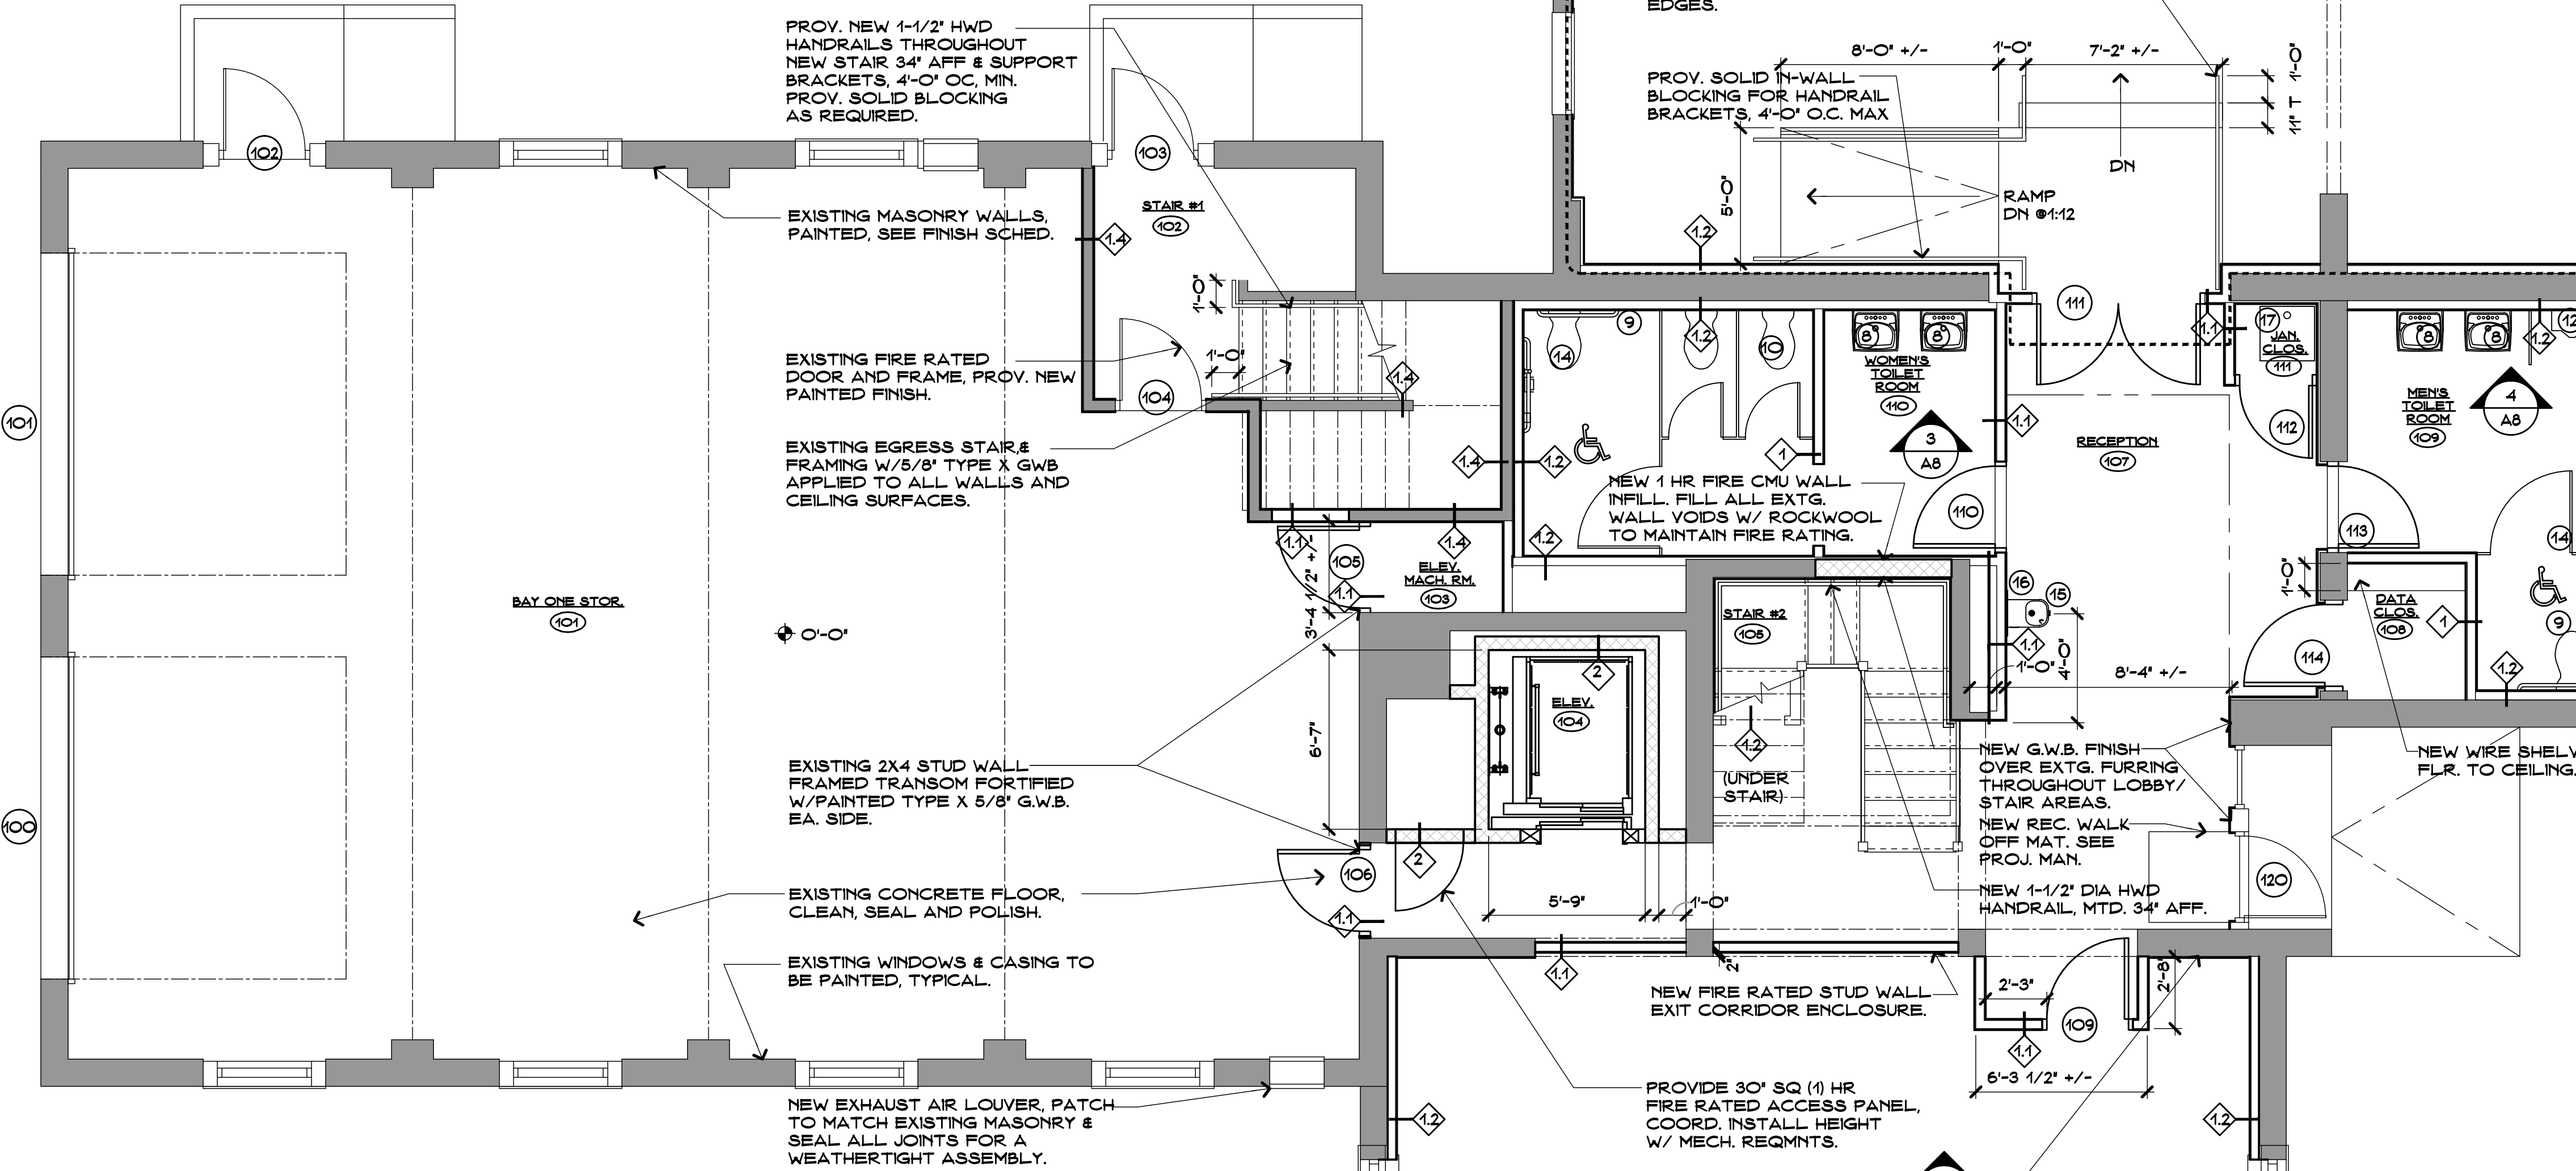 EDGES.
PROV. NEW 1-1/2" HWD
HANDRAILS THROUGHOUT
NEW STAIR 34" AFF & SUPPORT
BRACKETS, 4'-0" OC, MIN.
PROV. SOLID BLOCKING
AS REQUIRED.
8'-0" +/-
1'-0"
7'-2" +/-
1'-0"
11" T
PROV. SOLID IN-WALL
BLOCKING FOR HANDRAIL
BRACKETS, 4'-0" O.C. MAX
102
103
DN
5'-0"
RAMP
DN @1:12
STAIR #1
102
EXISTING MASONRY WALLS,
PAINTED, SEE FINISH SCHED.
1.4
1.2
1'-0"
111
EXISTING FIRE RATED
DOOR AND FRAME, PROV. NEW
PAINTED FINISH.
1'-0"
1.4
104
9
14
1.2
10
8
8
WOMEN'S
TOILET
ROOM
110
1.1
17
JAN.
CLOS.
111
8
8
12
1.2
MEN'S
TOILET
ROOM
109
4
A8
101
3
A8
1.1
112
RECEPTION
107
EXISTING EGRESS STAIR,&
FRAMING W/5/8" TYPE X GWB
APPLIED TO ALL WALLS AND
CEILING SURFACES.
1.4
1.2
1
NEW 1 HR FIRE CMU WALL
INFILL. FILL ALL EXTG.
WALL VOIDS W/ ROCKWOOL
TO MAINTAIN FIRE RATING.
110
113
14
1.1
1.4
1.2
105
3'-4 1/2" +/-
1.1
ELEV.
MACH. RM.
103
BAY ONE STOR.
101
0'-0"
STAIR #2
105
16
15
1.1
1'-0"
4'-0"
1'-0"
DATA
CLOS.
108
1
9
114
8'-4" +/-
1.2
2
ELEV.
104
6'-7"
1.2
(UNDER
STAIR)
EXISTING 2X4 STUD WALL
FRAMED TRANSOM FORTIFIED
W/PAINTED TYPE X 5/8" G.W.B.
EA. SIDE.
NEW G.W.B. FINISH
OVER EXTG. FURRING
THROUGHOUT LOBBY/
STAIR AREAS.
NEW WIRE SHELV
FLR. TO CEILING.
100
NEW REC. WALK
OFF MAT. SEE
PROJ. MAN.
2
106
120
EXISTING CONCRETE FLOOR,
CLEAN, SEAL AND POLISH.
1.1
5'-9"
1'-0"
NEW 1-1/2" DIA HWD
HANDRAIL, MTD. 34" AFF.
EXISTING WINDOWS & CASING TO
BE PAINTED, TYPICAL.
1.1
2"
NEW FIRE RATED STUD WALL
EXIT CORRIDOR ENCLOSURE.
2'-3"
2'-8"
109
1.1
6'-3 1/2" +/-
NEW EXHAUST AIR LOUVER, PATCH
TO MATCH EXISTING MASONRY &
SEAL ALL JOINTS FOR A
WEATHERTIGHT ASSEMBLY.
1.2
PROVIDE 30" SQ (1) HR
FIRE RATED ACCESS PANEL,
COORD. INSTALL HEIGHT
W/ MECH. REQMNTS.
1.2